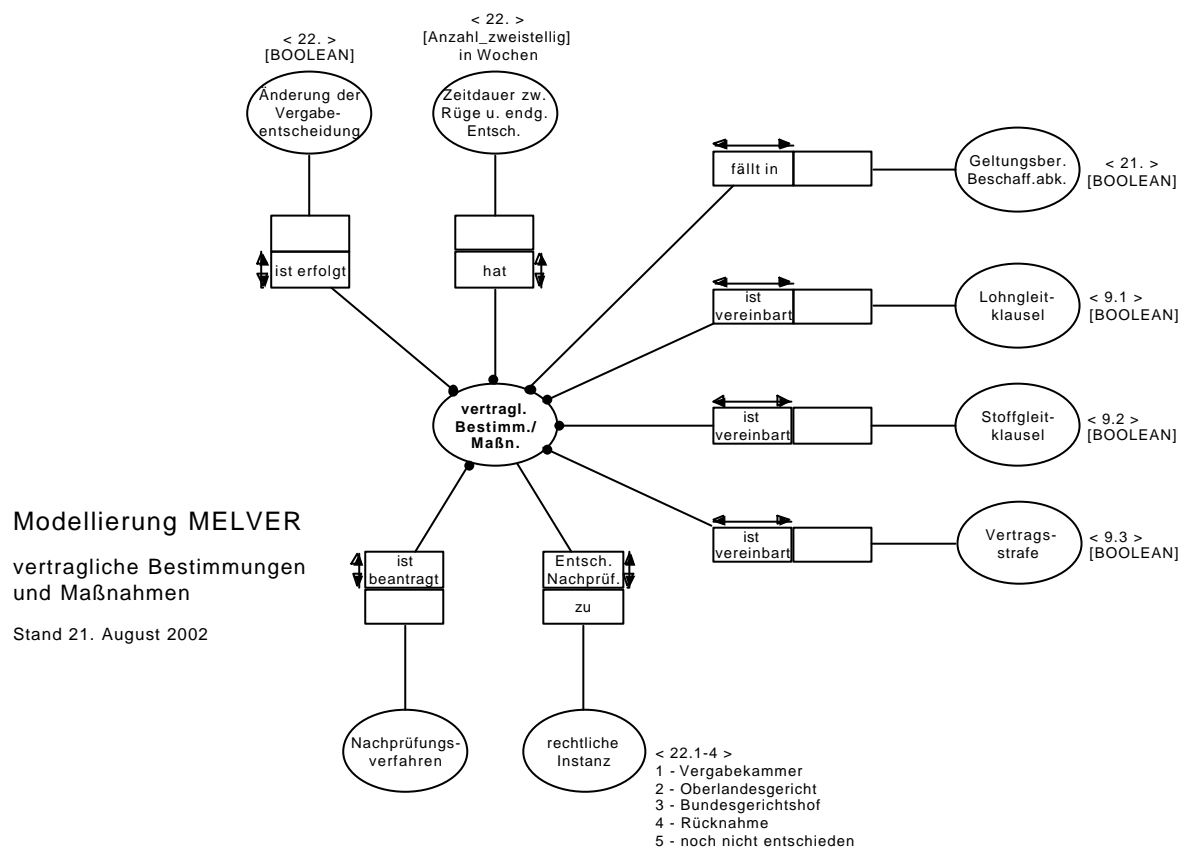 < 22. >
[BOOLEAN]
Änderung der
Vergabe-
entscheidung
ist erfolgt
< 22. >
[Anzahl_zweistellig]
in Wochen
Zeitdauer zw.
Rüge u. endg.
Entsch.
hat
fällt in
Geltungsber.
Beschaff.abk.
< 21. >
[BOOLEAN]
ist
vereinbart
Lohngleit-
klausel
< 9.1 >
[BOOLEAN]
vertragl.
Bestimm./
Maßn.
ist
vereinbart
Stoffgleit-
klausel
< 9.2 >
[BOOLEAN]
ist
vereinbart
Vertrags-
strafe
< 9.3 >
[BOOLEAN]
Modellierung MELVER
vertragliche Bestimmungen
und Maßnahmen
Stand 21. August 2002
ist
beantragt
Nachprüfungs-
verfahren
Entsch.
Nachprüf.
zu
rechtliche
Instanz
< 22.1-4 >
1 - Vergabekammer
2 - Oberlandesgericht
3 - Bundesgerichtshof
4 - Rücknahme
5 - noch nicht entschieden